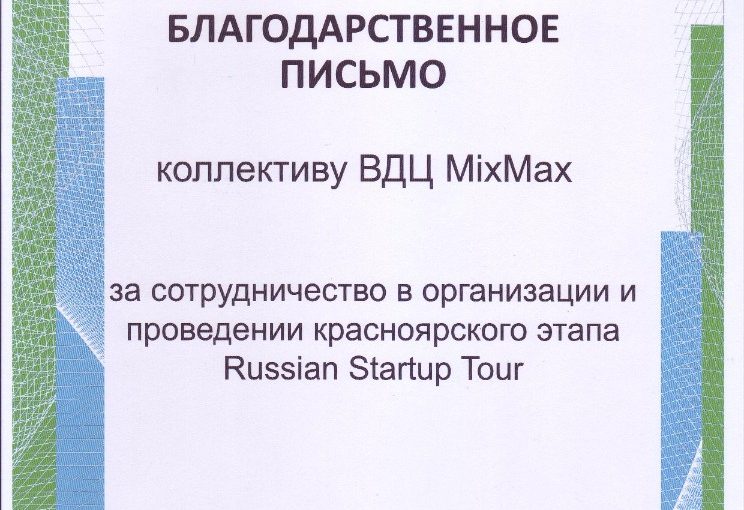 БЛАГОДАРСТВЕННОЕ
ПИСЬМО
коллективу ВДЦ MixMax
за сотрудничество в организации и
проведении красноярского этапа
Russian Startup Tour